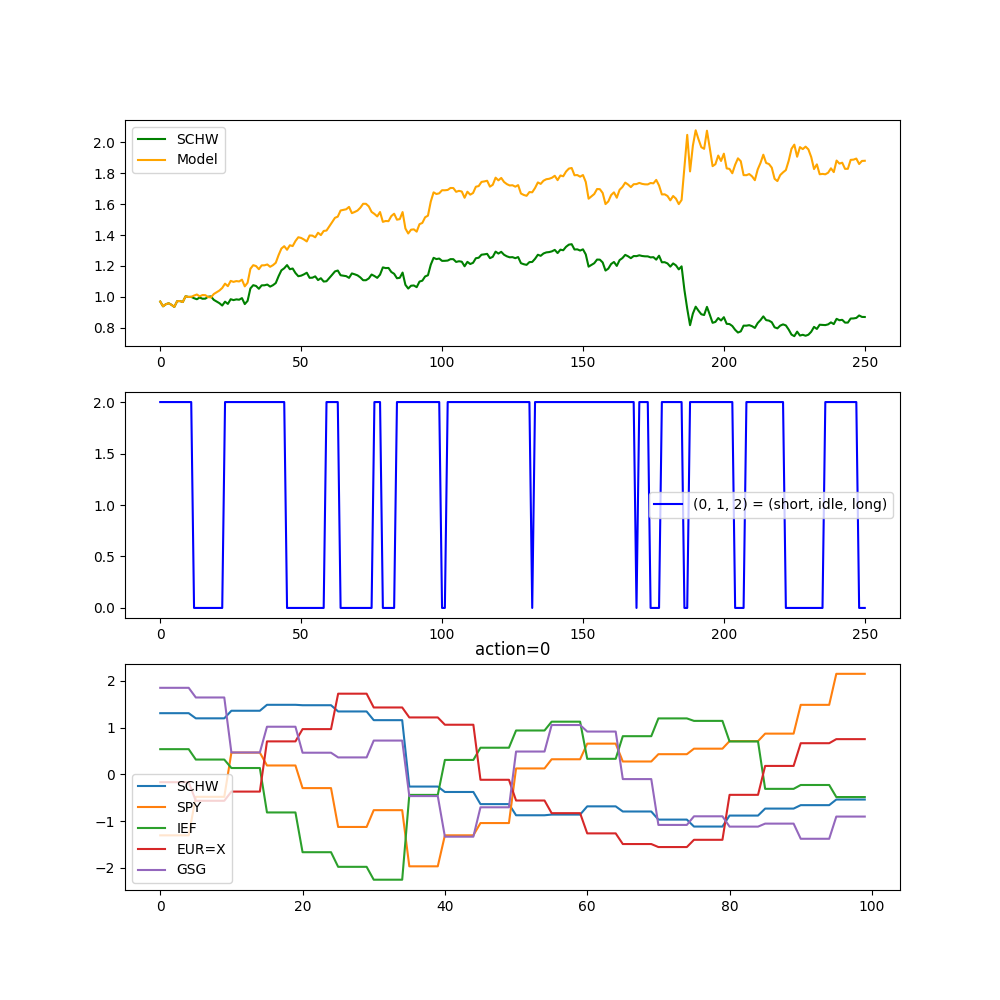 SCHW
Model
2.0
1.8
1.6
1.4
1.2
1.0
0.8
0 50 100 150 200 250
2.0
1.5
1.0
0.5
0.0
(0, 1, 2) = (short, idle, long)
0 50 100 150 200 250
action=0
2
1
0
−1
−2
SCHW
SPY
IEF
EUR=X
GSG
0 20 40 60 80 100